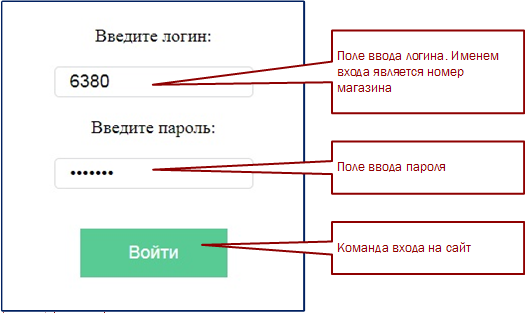 Введите логин:
6380
Поле ввода логина. Именем
входа является номер
магазина
Введите пароль:
•••••••
Поле ввода пароля
Войти
Команда входа на сайт